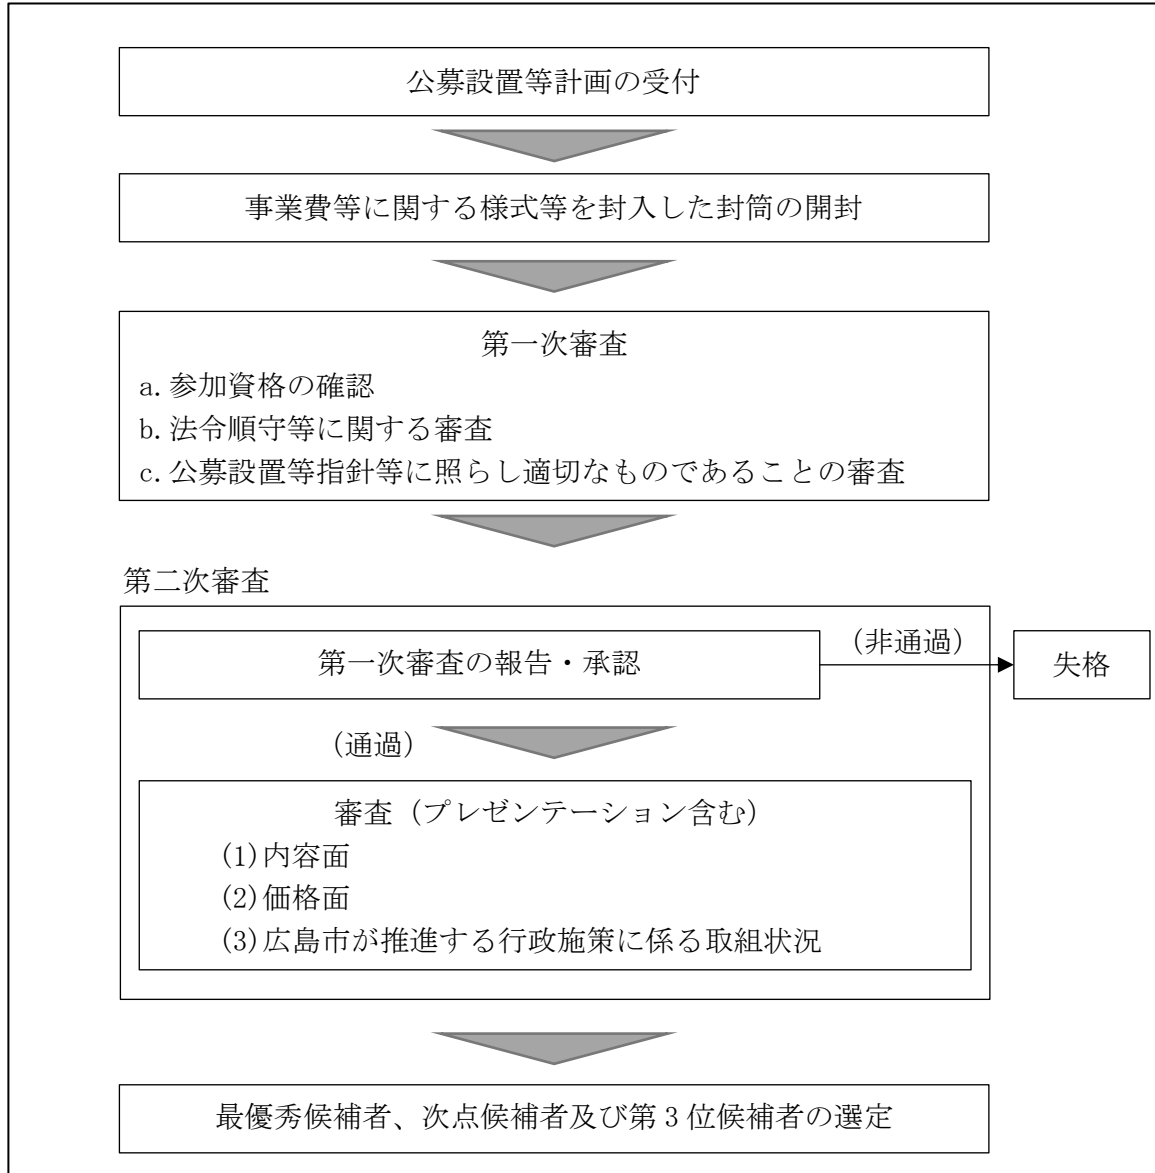 公募設置等計画の受付
事業費等に関する様式等を封入した封筒の開封
第一次審査
a.参加資格の確認
b.法令順守等に関する審査
c.公募設置等指針等に照らし適切なものであることの審査
第二次審査
第一次審査の報告・承認
(非通過)
失格
(通過)
審査（プレゼンテーション含む）
(1)内容面
(2)価格面
(3)広島市が推進する行政施策に係る取組状況
最優秀候補者、次点候補者及び第３位候補者の選定